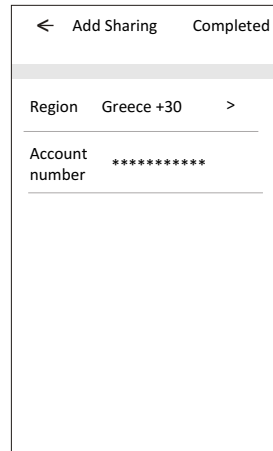 ← Add Sharing Completed
Region Greece +30 >
Account
number ***********